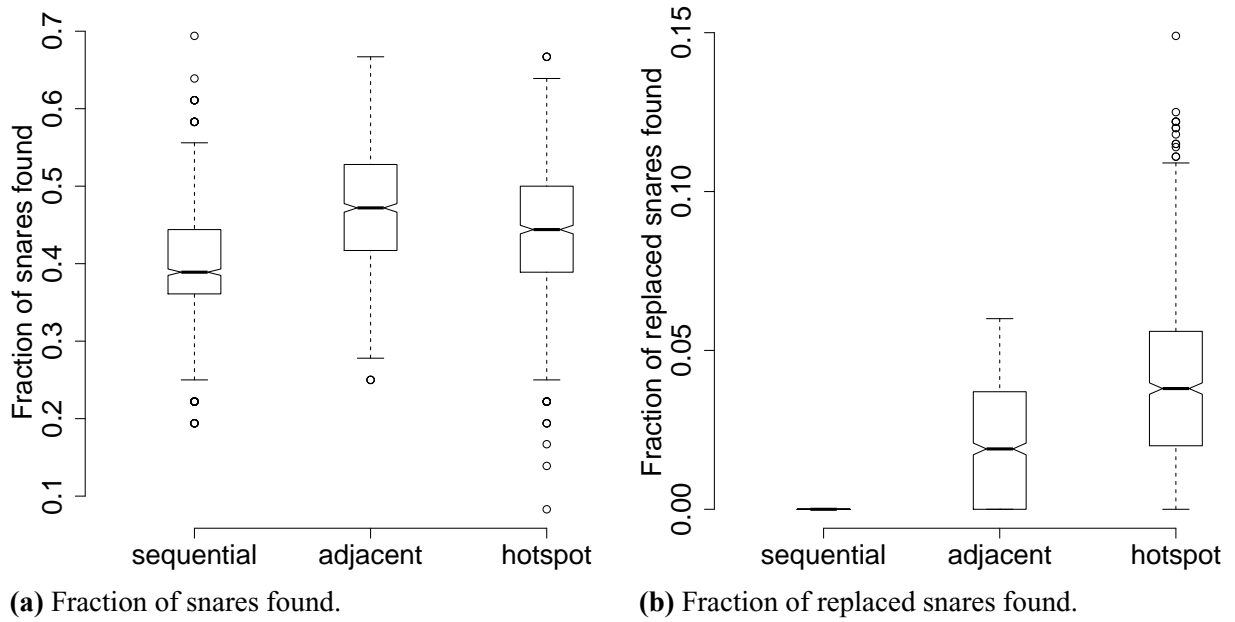 Fraction of snares found
0.7
0.6
0.5
0.4
0.3
0.2
0.1
sequential adjacent hotspot
(a) Fraction of snares found.
Fraction of replaced snares found
0.15
0.10
0.05
0.00
sequential adjacent hotspot
(b) Fraction of replaced snares found.